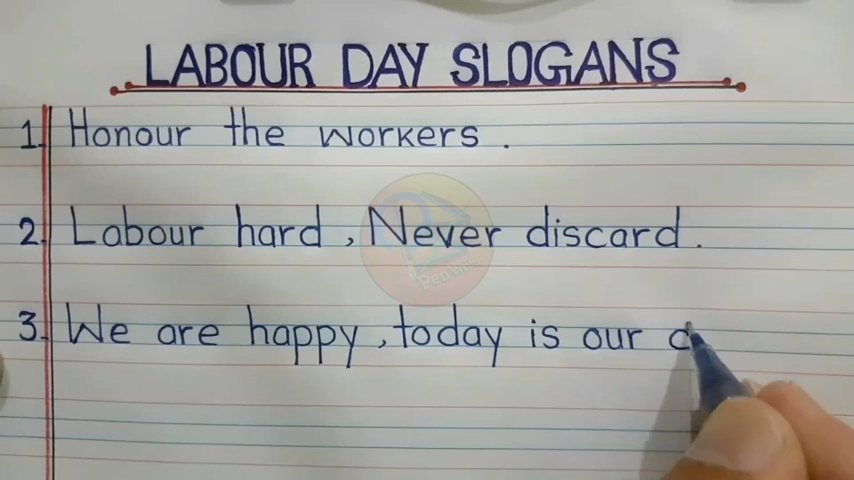 LABOUR DAY SLOGANS
1. Honour the workers.
2. Labour hard, Never discard.
3. We are happy, today is our